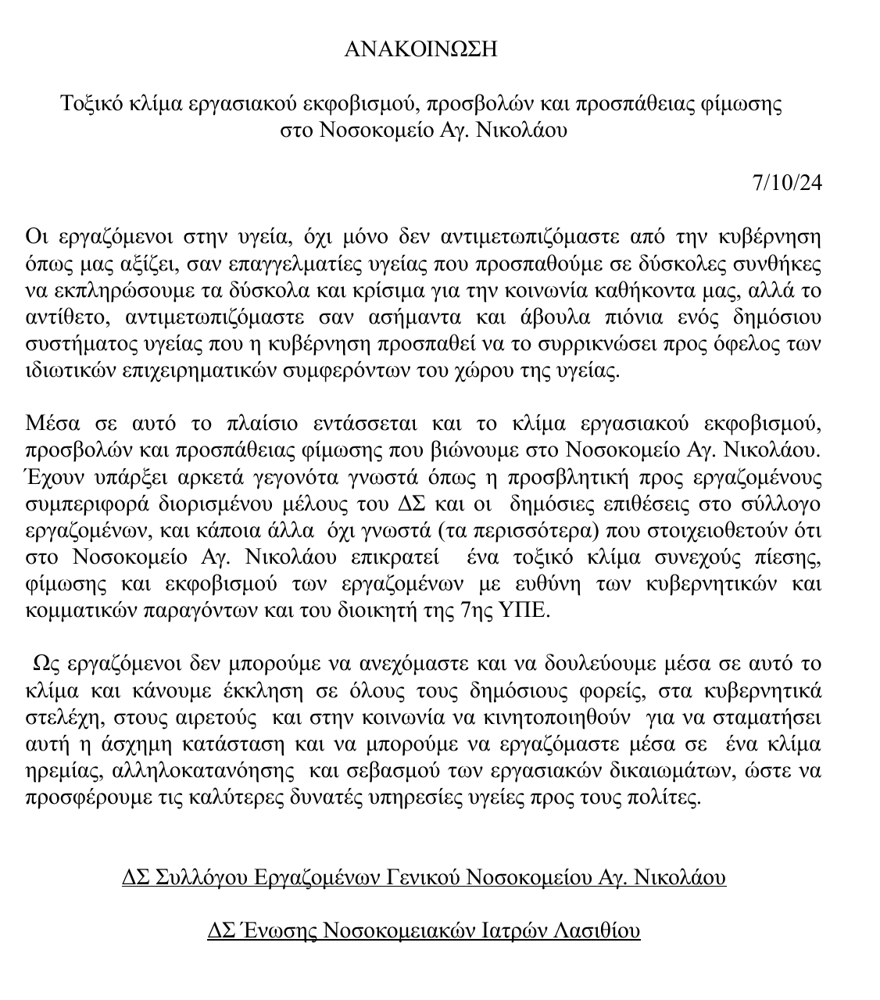 ΑΝΑΚΟΙΝΩΣΗ
Τοξικό κλίμα εργασιακού εκφοβισμού, προσβολών και προσπάθειας φίμωσης
στο Νοσοκομείο Αγ. Νικολάου
7/10/24
Οι εργαζόμενοι στην υγεία, όχι μόνο δεν αντιμετωπιζόμαστε από την κυβέρνηση
όπως μας αξίζει, σαν επαγγελματίες υγείας που προσπαθούμε σε δύσκολες συνθήκες
να εκπληρώσουμε τα δύσκολα και κρίσιμα για την κοινωνία καθήκοντα μας, αλλά το
αντίθετο, αντιμετωπιζόμαστε σαν ασήμαντα και άβουλα πιόνια ενός δημόσιου
συστήματος υγείας που η κυβέρνηση προσπαθεί να το συρρικνώσει προς όφελος των
ιδιωτικών επιχειρηματικών συμφερόντων του χώρου της υγείας.
Μέσα σε αυτό το πλαίσιο εντάσσεται και το κλίμα εργασιακού εκφοβισμού,
προσβολών και προσπάθειας φίμωσης που βιώνουμε στο Νοσοκομείο Αγ. Νικολάου.
Έχουν υπάρξει αρκετά γεγονότα γνωστά όπως η προσβλητική προς εργαζομένους
συμπεριφορά διορισμένου μέλους του ΔΣ και οι δημόσιες επιθέσεις στο σύλλογο
εργαζομένων, και κάποια άλλα όχι γνωστά (τα περισσότερα) που στοιχειοθετούν ότι
στο Νοσοκομείο Αγ. Νικολάου επικρατεί ένα τοξικό κλίμα συνεχούς πίεσης,
φίμωσης και εκφοβισμού των εργαζομένων με ευθύνη των κυβερνητικών και
κομματικών παραγόντων και του διοικητή της 7ης ΥΠΕ.
Ως εργαζόμενοι δεν μπορούμε να ανεχόμαστε και να δουλεύουμε μέσα σε αυτό το
κλίμα και κάνουμε έκκληση σε όλους τους δημόσιους φορείς, στα κυβερνητικά
στελέχη, στους αιρετούς και στην κοινωνία να κινητοποιηθούν για να σταματήσει
αυτή η άσχημη κατάσταση και να μπορούμε να εργαζόμαστε μέσα σε ένα κλίμα
ηρεμίας, αλληλοκατανόησης και σεβασμού των εργασιακών δικαιωμάτων, ώστε να
προσφέρουμε τις καλύτερες δυνατές υπηρεσίες υγείες προς τους πολίτες.
ΔΣ Συλλόγου Εργαζομένων Γενικού Νοσοκομείου Αγ. Νικολάου
ΔΣ Ένωσης Νοσοκομειακών Ιατρών Λασιθίου